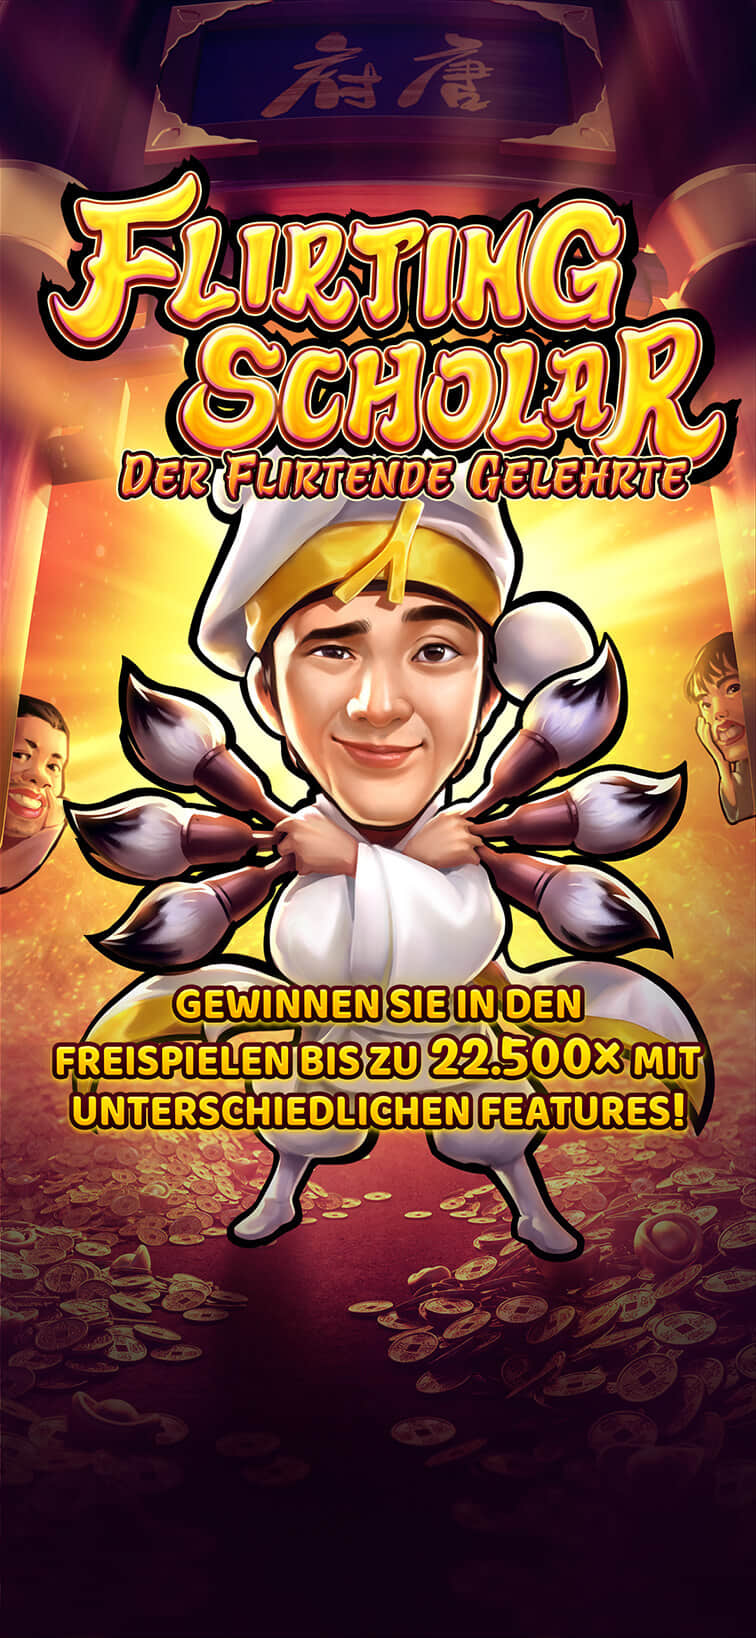 府唐
FLIRTING
SCHOLAR
DER FLIRTENDE GELEHRTE
GEWINNEN SIE IN DEN
FREISPIELEN BIS ZU 22.500× MIT
UNTERSCHIEDLICHEN FEATURES!